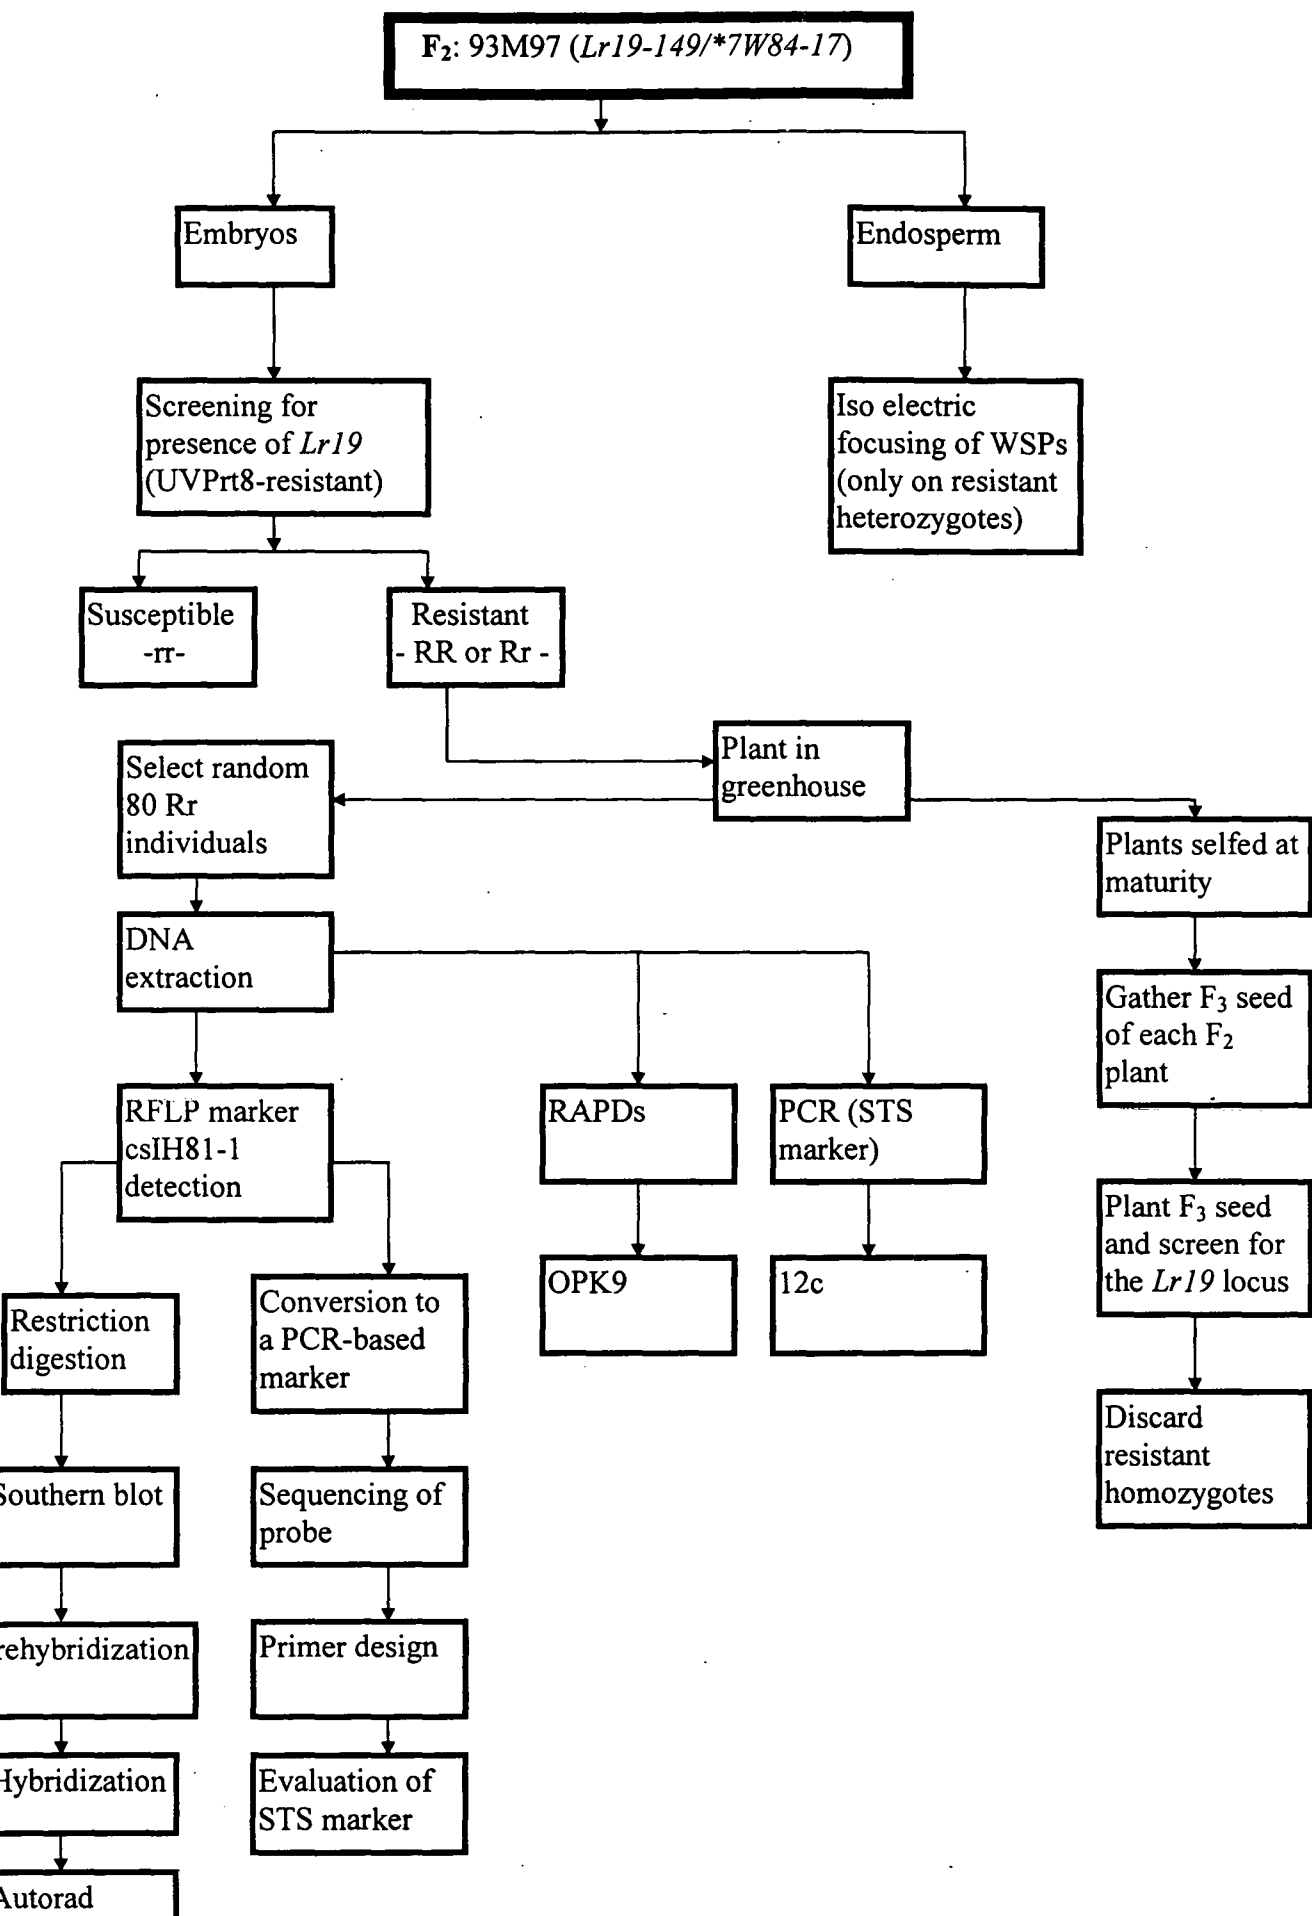 F₂: 93M97 (Lr19-149/*7W84-17)
Embryos
Endosperm
Screening for
presence of Lr19
(UVPrt8-resistant)
Iso electric
focusing of WSPs
(only on resistant
heterozygotes)
Susceptible
-rr-
Resistant
- RR or Rr -
Plant in
greenhouse
Select random
80 Rr
individuals
Plants selfed at
maturity
DNA
extraction
Gather F₃ seed
of each F₂
plant
RFLP marker
csIH81-1
detection
RAPDs
PCR (STS
marker)
Plant F₃ seed
and screen for
the Lr19 locus
OPK9
12c
Restriction
digestion
Conversion to
a PCR-based
marker
Discard
resistant
homozygotes
Southern blot
Sequencing of
probe
rehybridization
Primer design
Hybridization
Evaluation of
STS marker
Autorad